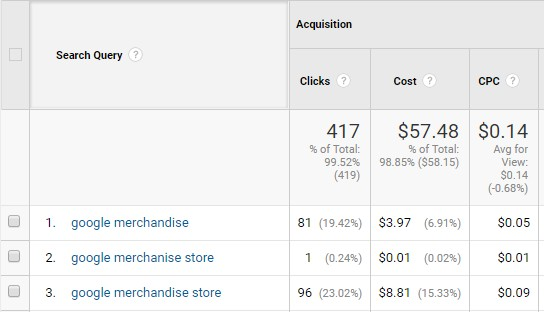 Acquisition
Search Query ?
Clicks ? Cost ? CPC ?
417 $57.48 $0.14
% of Total: % of Total: Avg for
99.52% 98.85% ($58.15) View:
(419) $0.14
(-0.68%)
1. google merchandise 81 (19.42%) $3.97 (6.91%) $0.05
2. google merchanise store 1 (0.24%) $0.01 (0.02%) $0.01
3. google merchandise store 96 (23.02%) $8.81 (15.33%) $0.09